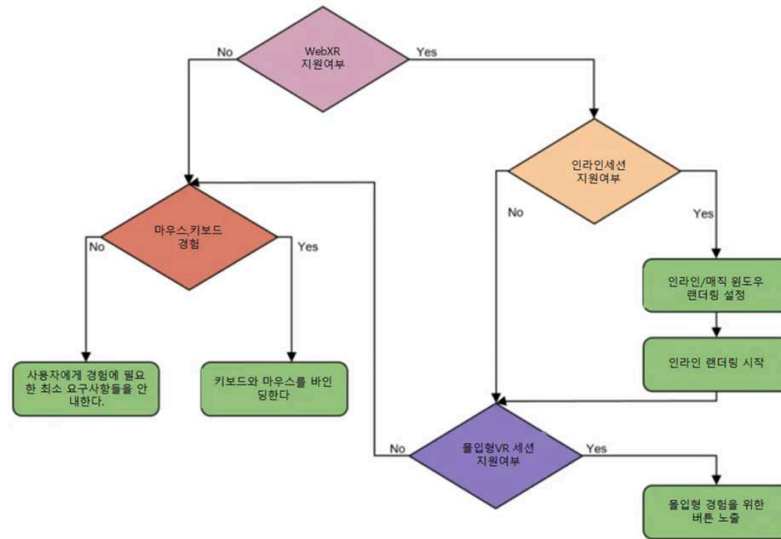 WebXR
지원여부
No
Yes
인라인세션
지원여부
No
Yes
마우스,키보드
경험
No
Yes
인라인/매직 윈도우
랜더링 설정
인라인 랜더링 시작
사용자에게 경험에 필요
한 최소 요구사항들을 안
내한다.
키보드와 마우스를 바인
딩한다
몰입형VR 세션
지원여부
No
Yes
몰입형 경험을 위한
버튼 노출